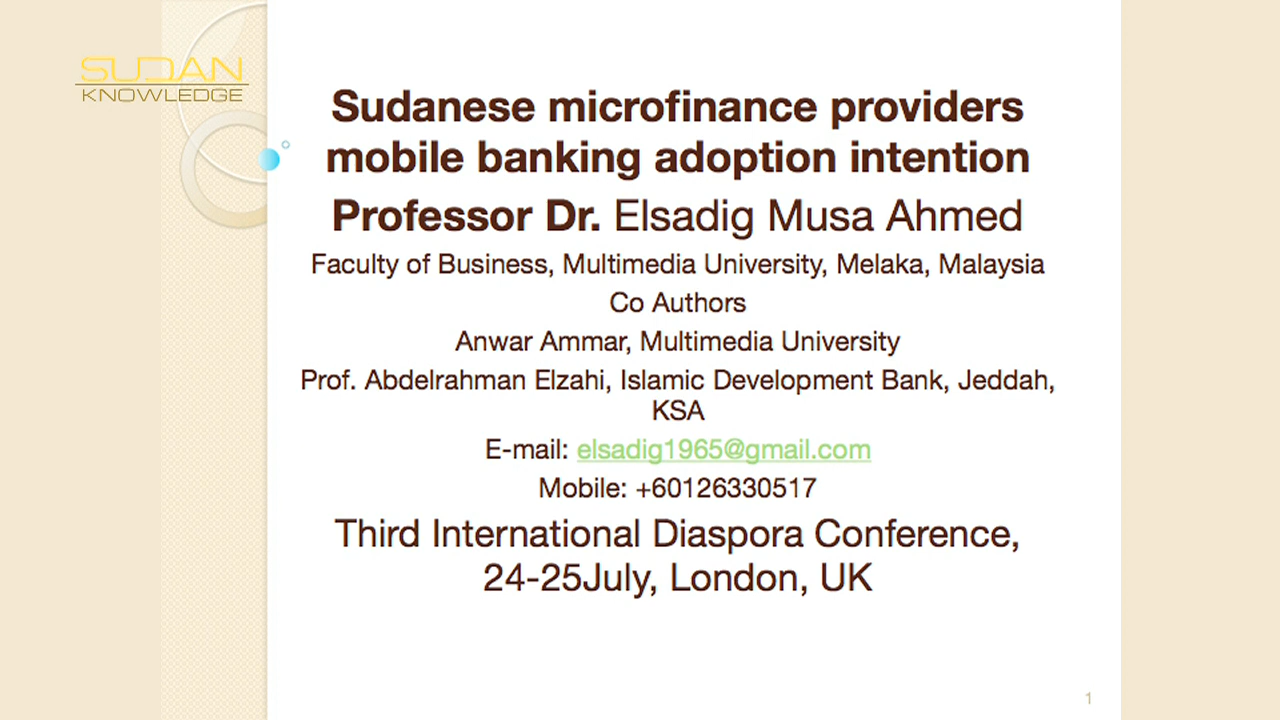 SUDAN
KNOWLEDGE
Sudanese microfinance providers
mobile banking adoption intention
Professor Dr. Elsadig Musa Ahmed
Faculty of Business, Multimedia University, Melaka, Malaysia
Co Authors
Anwar Ammar, Multimedia University
Prof. Abdelrahman Elzahi, Islamic Development Bank, Jeddah,
KSA
E-mail: elsadig1965@gmail.com
Mobile: +60126330517
Third International Diaspora Conference,
24-25July, London, UK
1